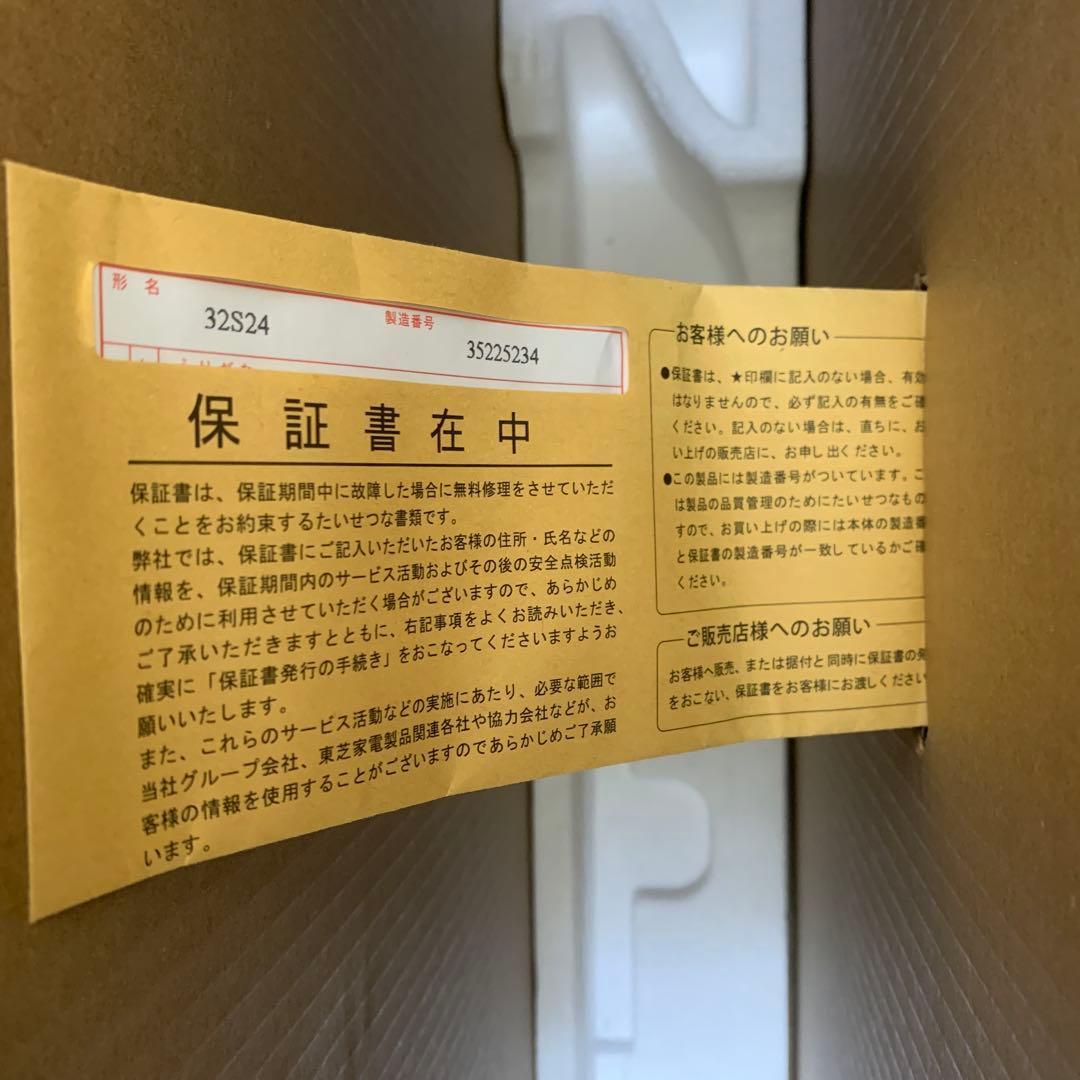 形 名
32S24
製造番号
35225234
保証書在中
保証書は、保証期間中に故障した場合に無料修理をさせていただ
くことをお約束するたいせつな書類です。
弊社では、保証書にご記入いただいたお客様の住所・氏名などの
情報を、保証期間内のサービス活動およびその後の安全点検活動
のために利用させていただく場合がございますので、あらかじめ
ご了承いただきますとともに、右記事項をよくお読みいただき、
確実に「保証書発行の手続き」をおこなってくださいますようお
願いいたします。
また、これらのサービス活動などの実施にあたり、必要な範囲で
当社グループ会社、東芝家電製品関連各社や協力会社などが、お
客様の情報を使用することがございますのであらかじめご了承願
います。
お客様へのお願い
●保証書は、★印欄に記入のない場合、有効
はなりませんので、必ず記入の有無をご確
ください。記入のない場合は、直ちに、お
い上げの販売店に、お申し出ください。
●この製品には製造番号がついています。こ
は製品の品質管理のためにたいせつなもの
すので、お買い上げの際には本体の製造番
と保証書の製造番号が一致しているかご確
ください。
ご販売店様へのお願い
お客様へ販売、または据付と同時に保証書の発
をおこない、保証書をお客様にお渡しください